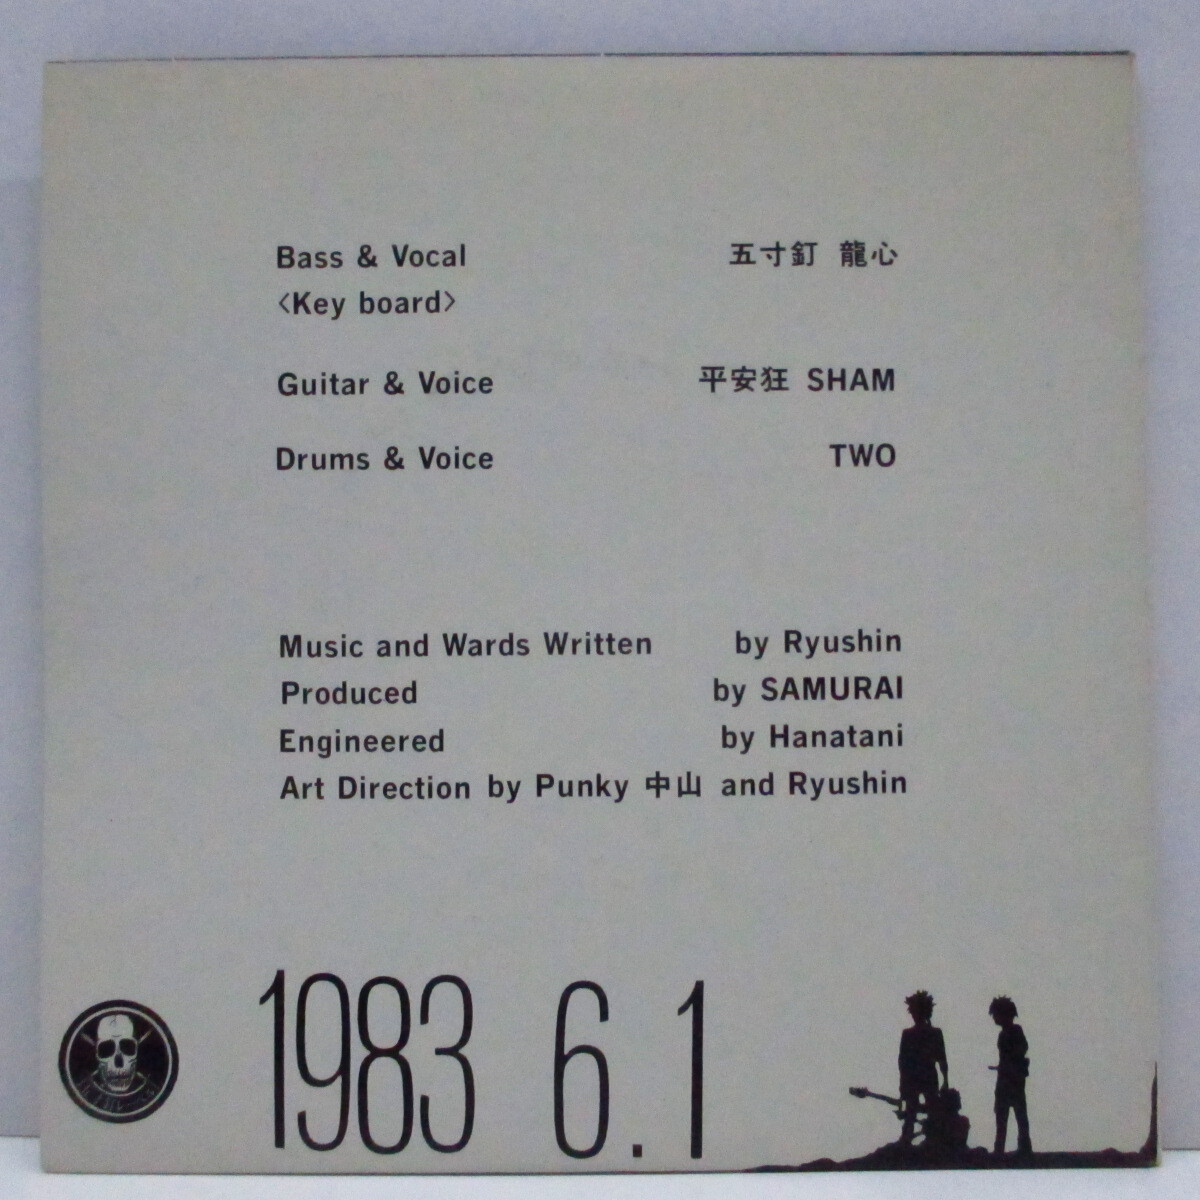 Bass & Vocal 五寸釘 龍心
〈Key board〉
Guitar & Voice 平安狂 SHAM
Drums & Voice TWO
Music and Wards Written by Ryushin
Produced by SAMURAI
Engineered by Hanatani
Art Direction by Punky 中山 and Ryushin
1983 6.1